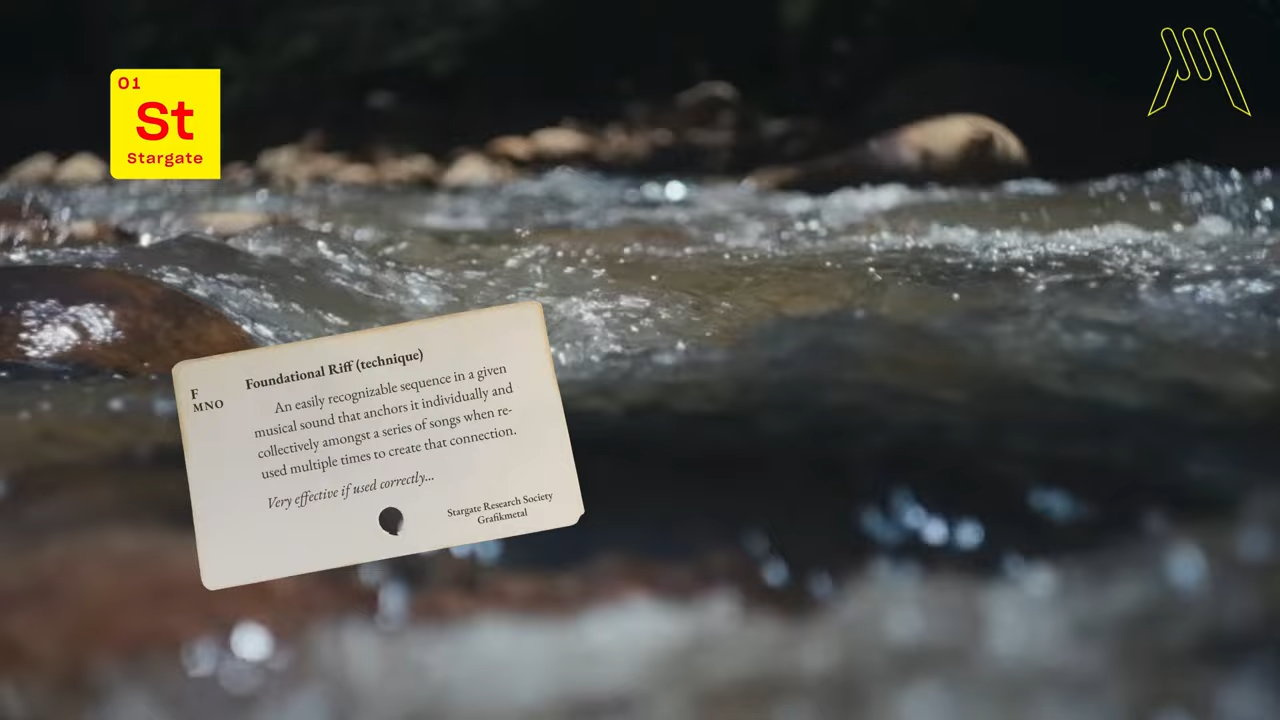 01
St
Stargate
F
MNO
Foundational Riff (technique)
An easily recognizable sequence in a given
musical sound that anchors it individually and
collectively amongst a series of songs when re-
used multiple times to create that connection.
Very effective if used correctly...
Stargate Research Society
Grafikmetal